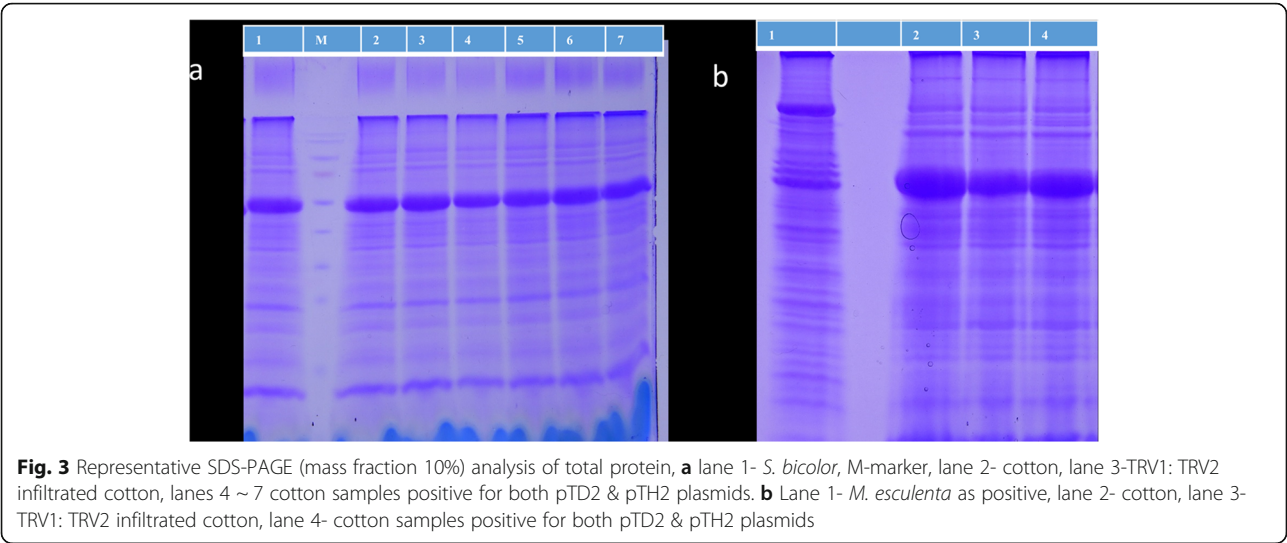 1 M 2 3 4 5 6 7
a
1 2 3 4
b
Fig. 3 Representative SDS-PAGE (mass fraction 10%) analysis of total protein, a lane 1- S. bicolor, M-marker, lane 2- cotton, lane 3-TRV1: TRV2
infiltrated cotton, lanes 4 ~ 7 cotton samples positive for both pTD2 & pTH2 plasmids. b Lane 1- M. esculenta as positive, lane 2- cotton, lane 3-
TRV1: TRV2 infiltrated cotton, lane 4- cotton samples positive for both pTD2 & pTH2 plasmids